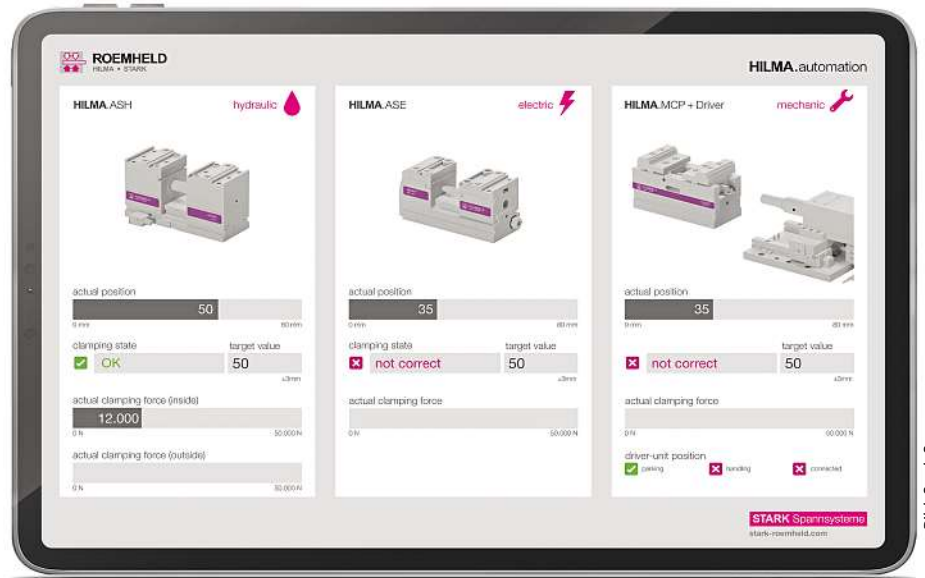 ROEMHELD
HILMA • STARK
HILMA.automation
HILMA.ASH
hydraulic
actual position
50
0 mm
80 mm
clamping state
target value
OK
50
±3mm
actual clamping force (inside)
12.000
0 N
50.000 N
actual clamping force (outside)
0 N
50.000 N
HILMA.ASE
electric
actual position
35
0 mm
80 mm
clamping state
target value
not correct
50
±3mm
actual clamping force
0 N
50.000 N
HILMA.MCP + Driver
mechanic
actual position
35
0 mm
80 mm
target value
not correct
50
±3mm
actual clamping force
0 N
driver-unit position
parking
connected
STARK Spannsysteme
stark-roemheld.com